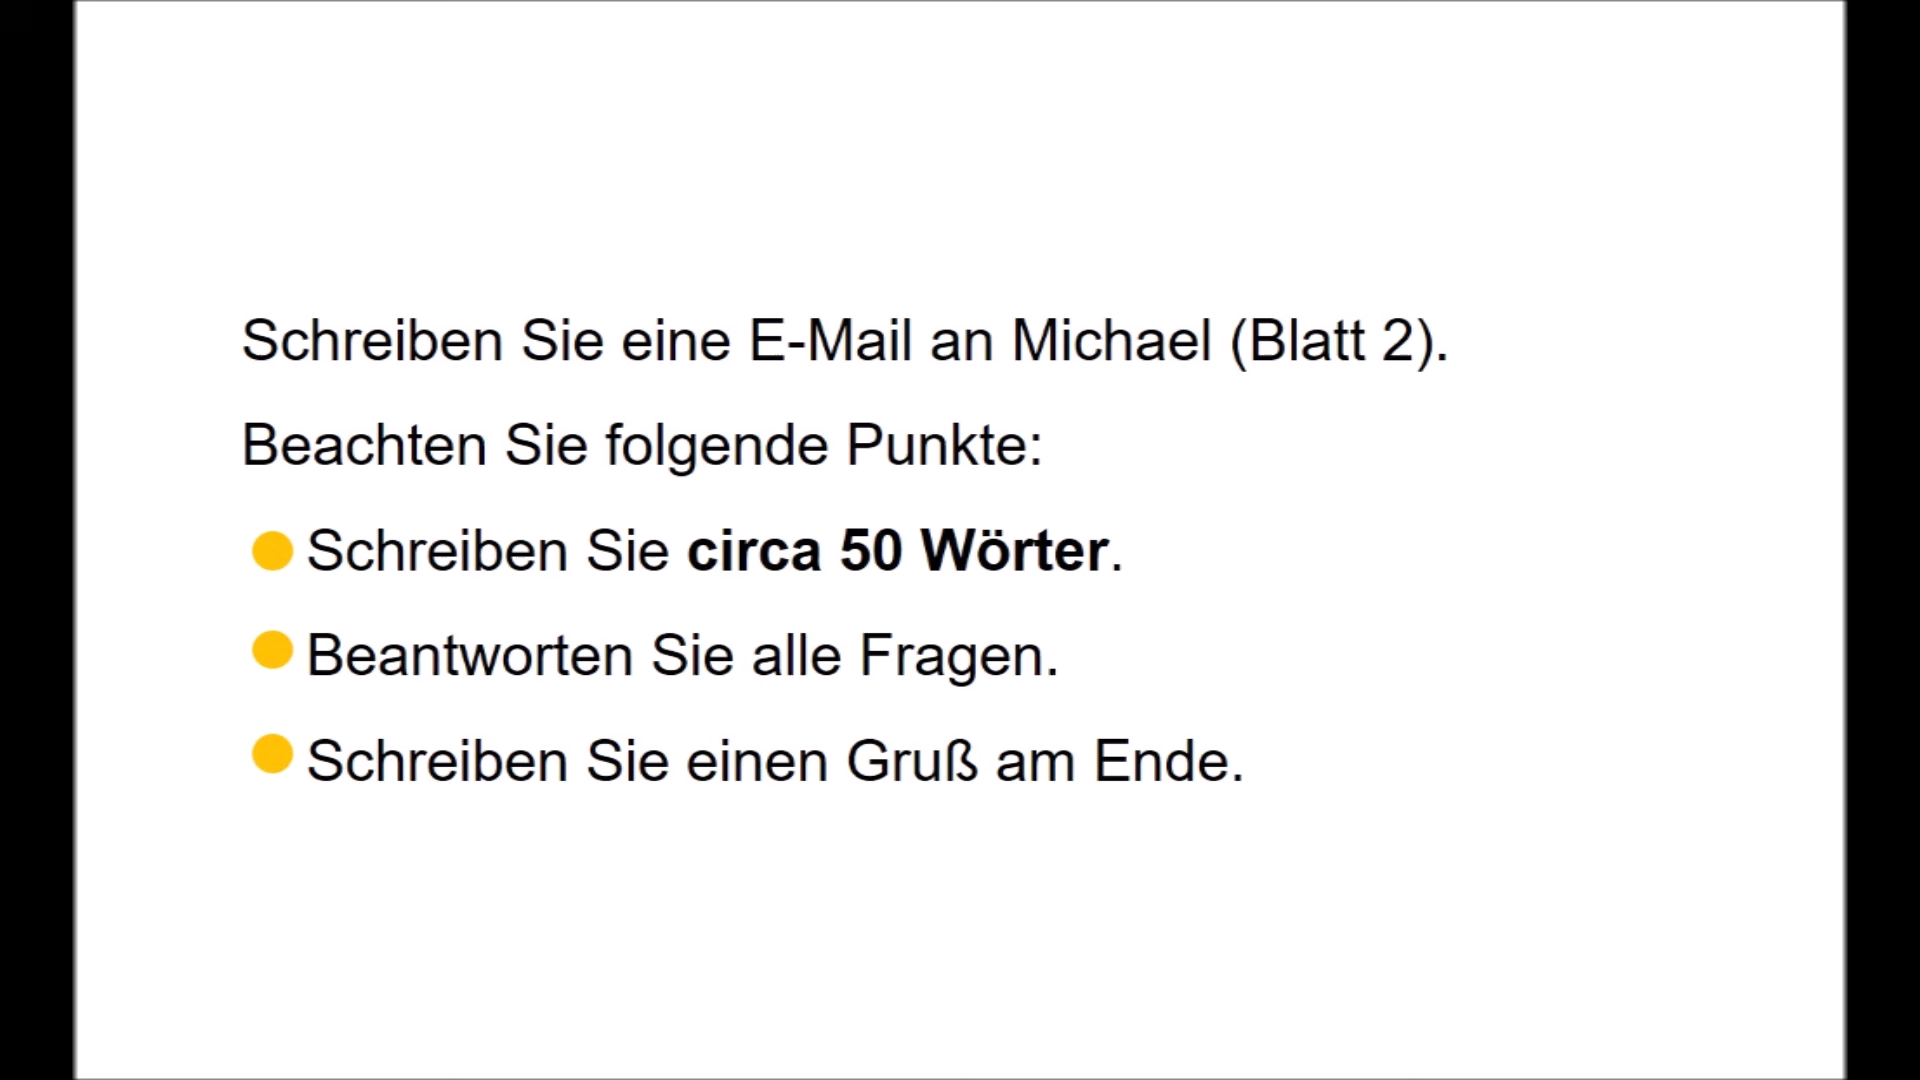 Schreiben Sie eine E-Mail an Michael (Blatt 2).
Beachten Sie folgende Punkte:
Schreiben Sie circa 50 Wörter.
Beantworten Sie alle Fragen.
Schreiben Sie einen Gruß am Ende.